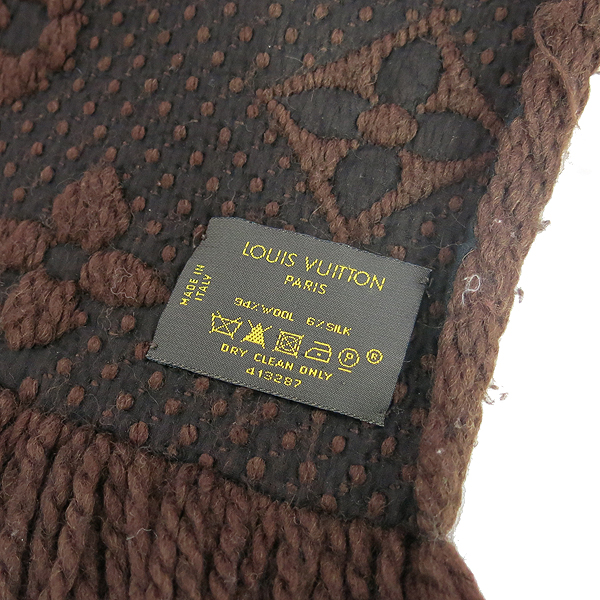 LOUIS VUITTON
PARIS
MADE IN
ITALY
94%WOOL 6%SILK
P ®
DRY CLEAN ONLY
413287